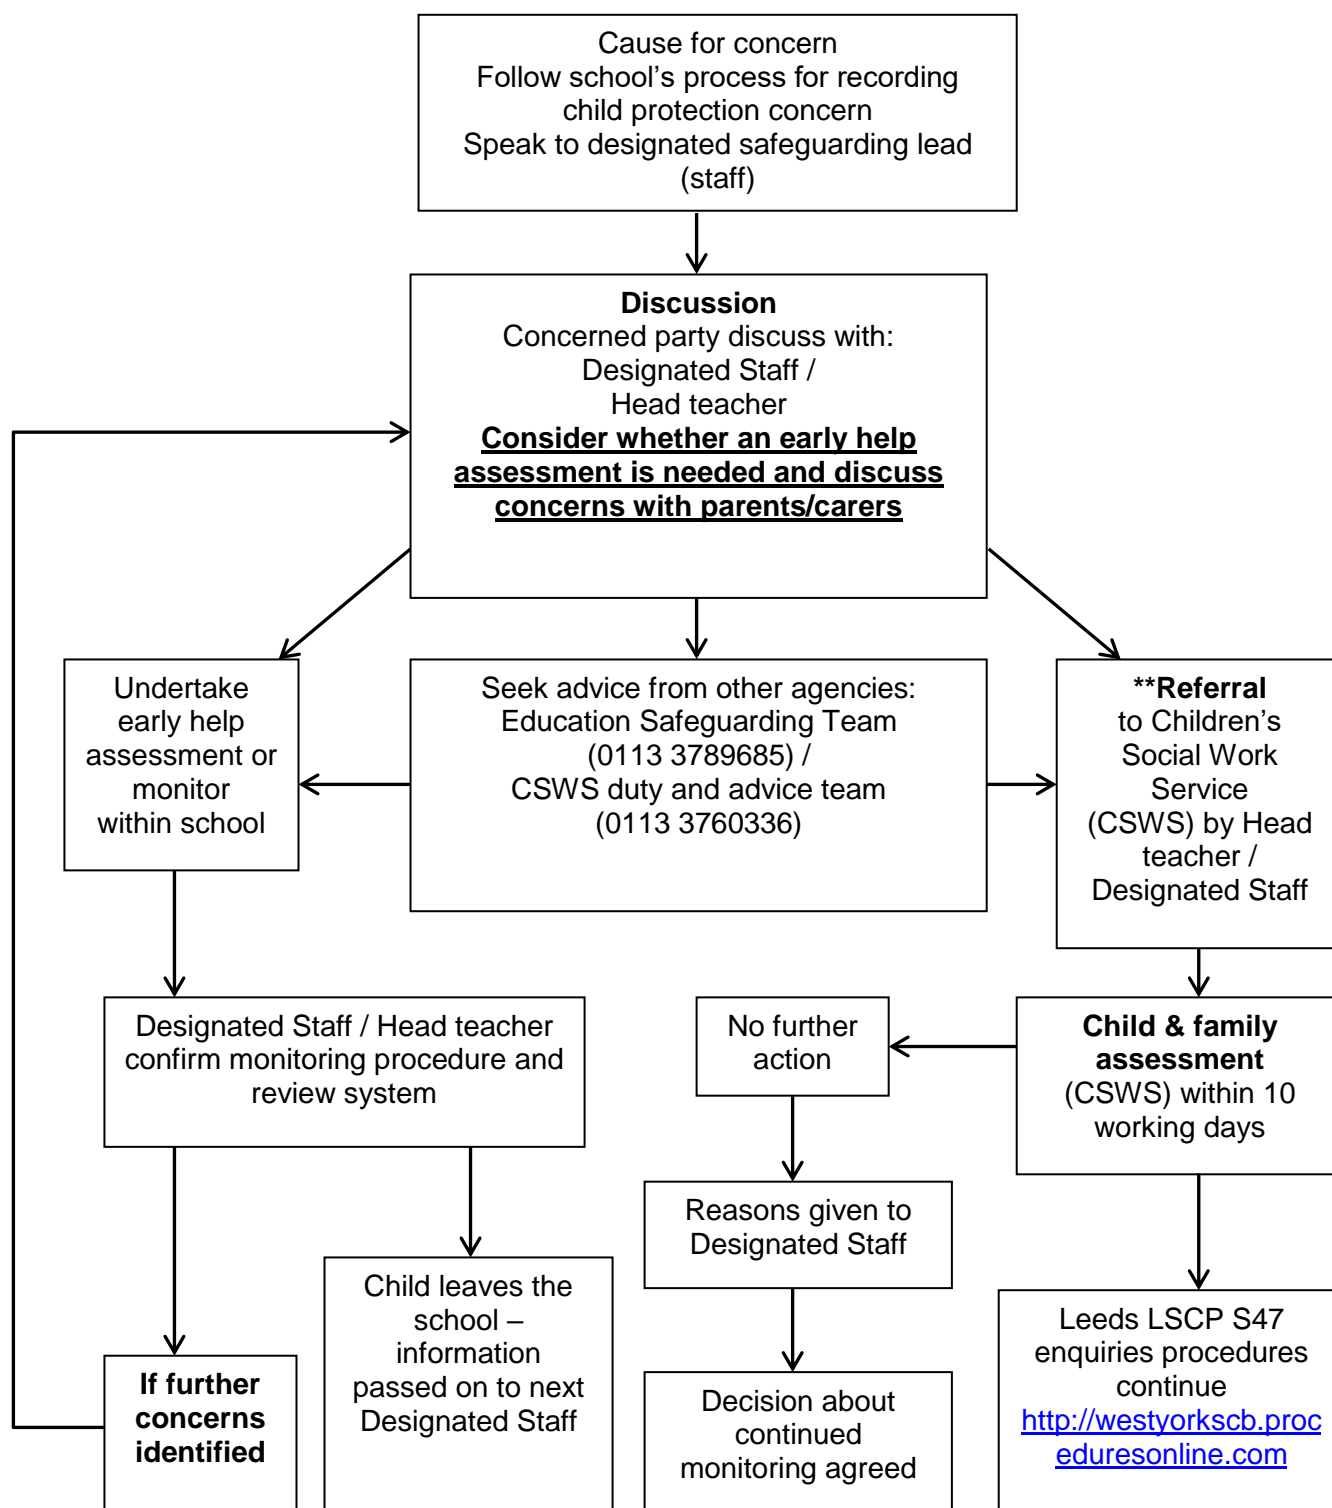 Cause for concern
Follow school’s process for recording
child protection concern
Speak to designated safeguarding lead
(staff)
Discussion
Concerned party discuss with:
Designated Staff /
Head teacher
Consider whether an early help
assessment is needed and discuss
concerns with parents/carers
Undertake
early help
assessment or
monitor
within school
Seek advice from other agencies:
Education Safeguarding Team
(0113 3789685) /
CSWS duty and advice team
(0113 3760336)
**Referral
to Children’s
Social Work
Service
(CSWS) by Head
teacher /
Designated Staff
Designated Staff / Head teacher
confirm monitoring procedure and
review system
No further
action
Child & family
assessment
(CSWS) within 10
working days
Reasons given to
Designated Staff
If further
concerns
identified
Child leaves the
school –
information
passed on to next
Designated Staff
Decision about
continued
monitoring agreed
Leeds LSCP S47
enquiries procedures
continue
http://westyorkscb.proc
eduresonline.com